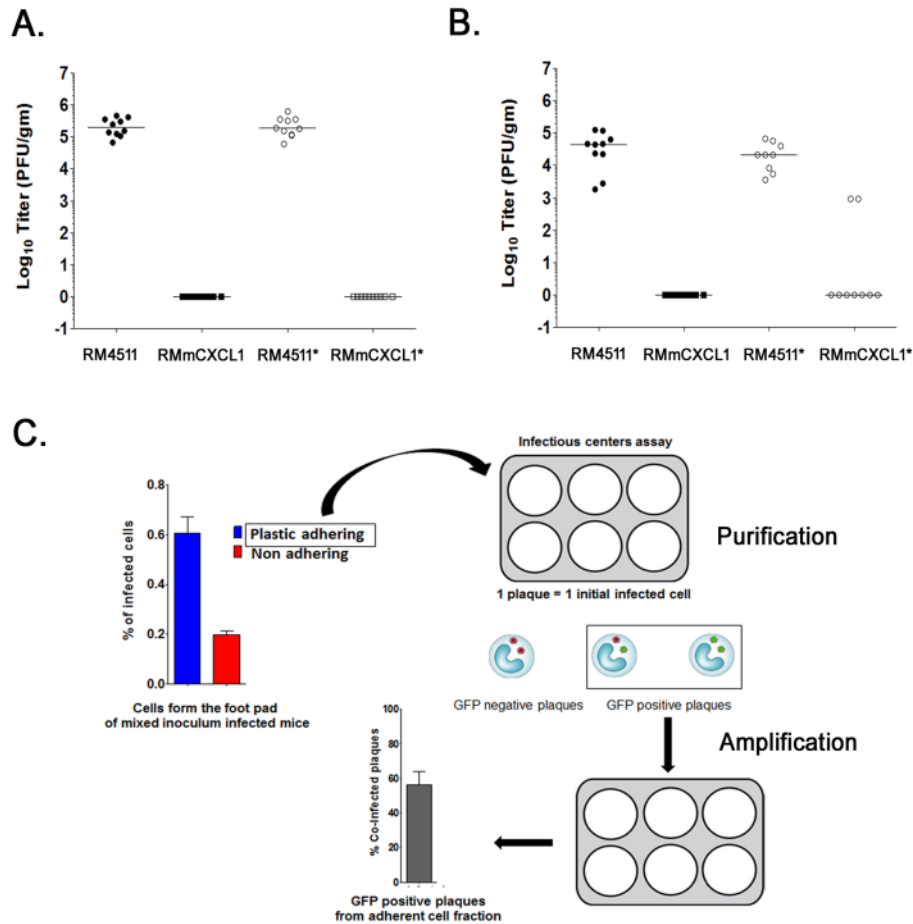 A.
B.
Log10 Titer (PFU/gm)
7
6
5
4
3
2
1
0
-1
RM4511 RMmCXCL1 RM4511* RMmCXCL1*
Log10 Titer (PFU/gm)
7
6
5
4
3
2
1
0
-1
RM4511 RMmCXCL1 RM4511* RMmCXCL1*
C.
% of infected cells
0.8
0.6
0.4
0.2
0.0
Plastic adhering
Non adhering
Cells form the foot pad
of mixed inoculum infected mice
Infectious centers assay
1 plaque = 1 initial infected cell
Purification
GFP negative plaques
GFP positive plaques
Amplification
% Co-Infected plaques
100
80
60
40
20
0
GFP positive plaques
from adherent cell fraction